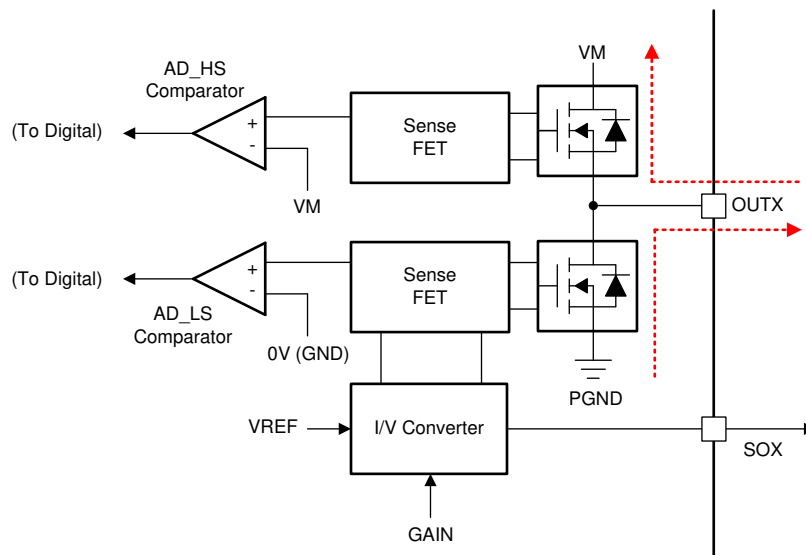 AD_HS
Comparator
(To Digital)
+
-
VM
Sense
FET
VM
OUTX
(To Digital)
+
-
AD_LS
Comparator
0V (GND)
Sense
FET
PGND
VREF
I/V Converter
SOX
GAIN